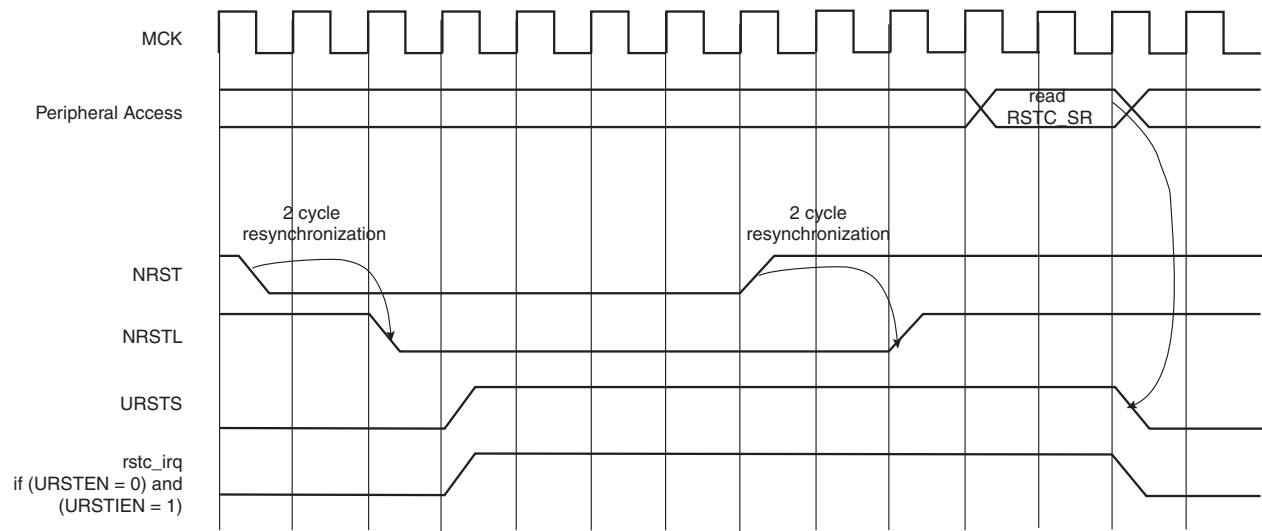 MCK
Peripheral Access
read
RSTC_SR
2 cycle
resynchronization
2 cycle
resynchronization
NRST
NRSTL
URSTS
rstc_irq
if (URSTEN = 0) and
(URSTIEN = 1)